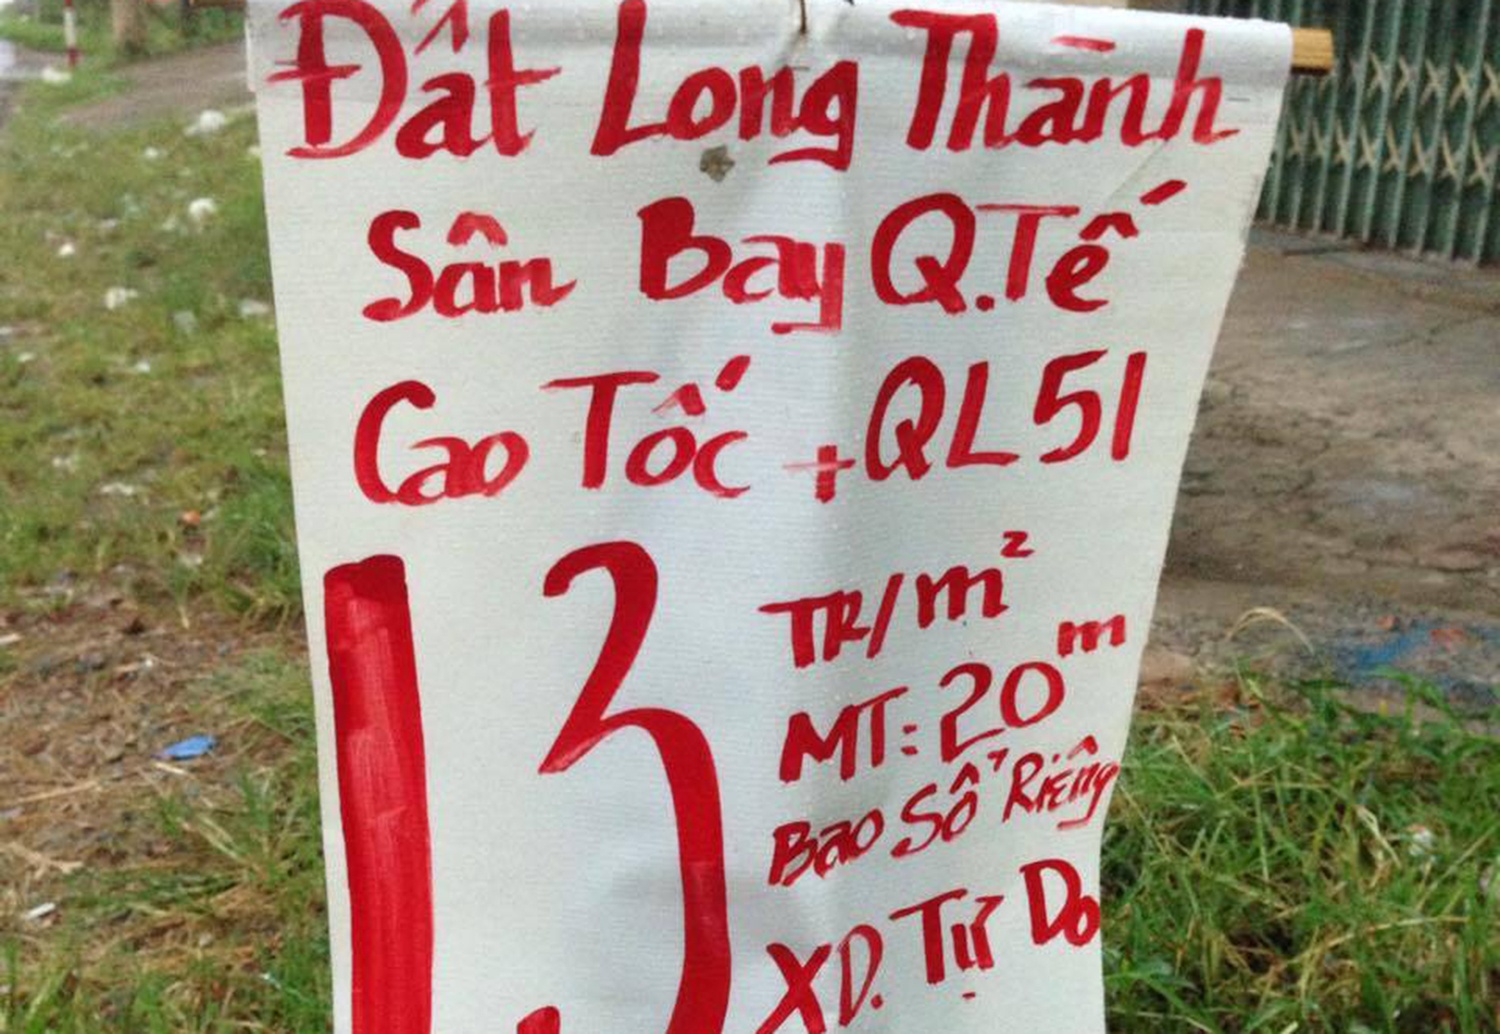 Đất Long Thành
Sân Bay Q.Tế
Cao Tốc + QL51
1,3 TR/m²
MT: 20m
Bao Sổ Riêng
XD. Tự Do